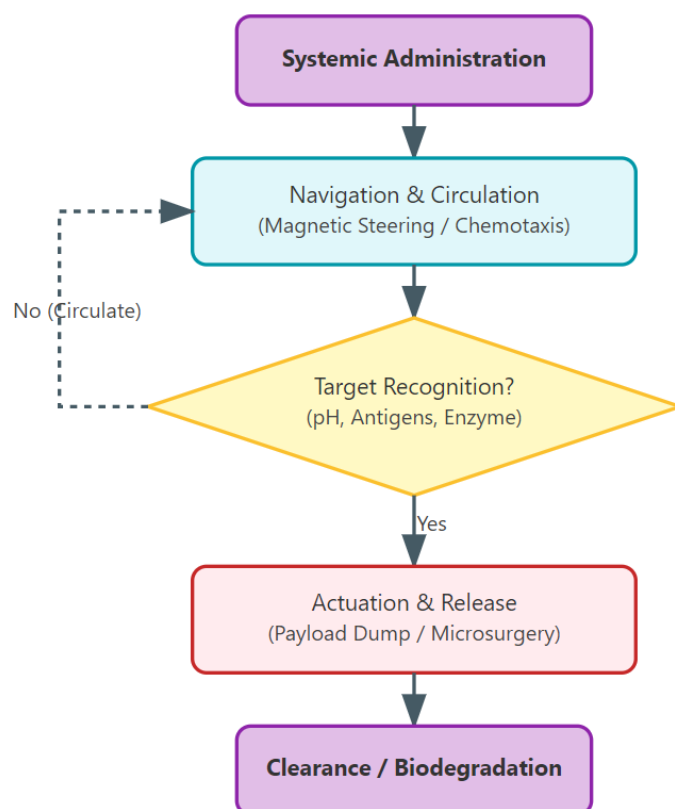 Systemic Administration
Navigation & Circulation
(Magnetic Steering / Chemotaxis)
No (Circulate)
Target Recognition?
(pH, Antigens, Enzyme)
Yes
Actuation & Release
(Payload Dump / Microsurgery)
Clearance / Biodegradation